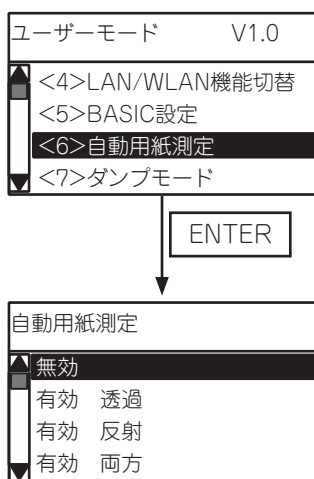 ユーザーモード　　V1.0
<4>LAN/WLAN機能切替
<5>BASIC設定
<6>自動用紙測定
<7>ダンプモード
ENTER
自動用紙測定
無効
有効　透過
有効　反射
有効　両方